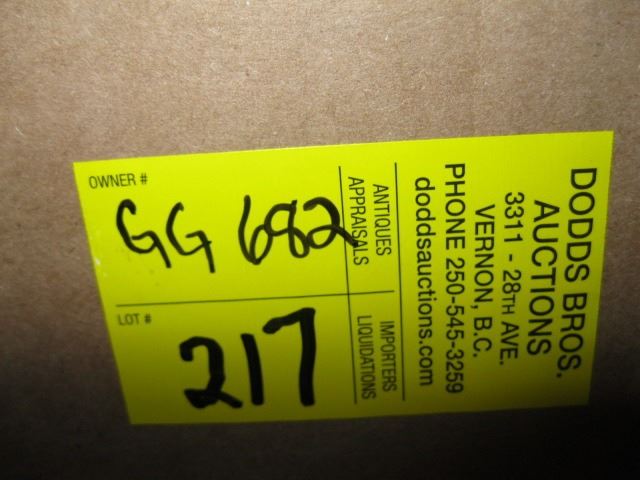 DODDS BROS.
AUCTIONS
3311 - 28TH AVE.
VERNON, B.C.
PHONE 250-545-3259
doddsauctions.com
ANTIQUES
APPRAISALS
IMPORTERS
LIQUIDATIONS
OWNER #
GG 682
LOT #
217